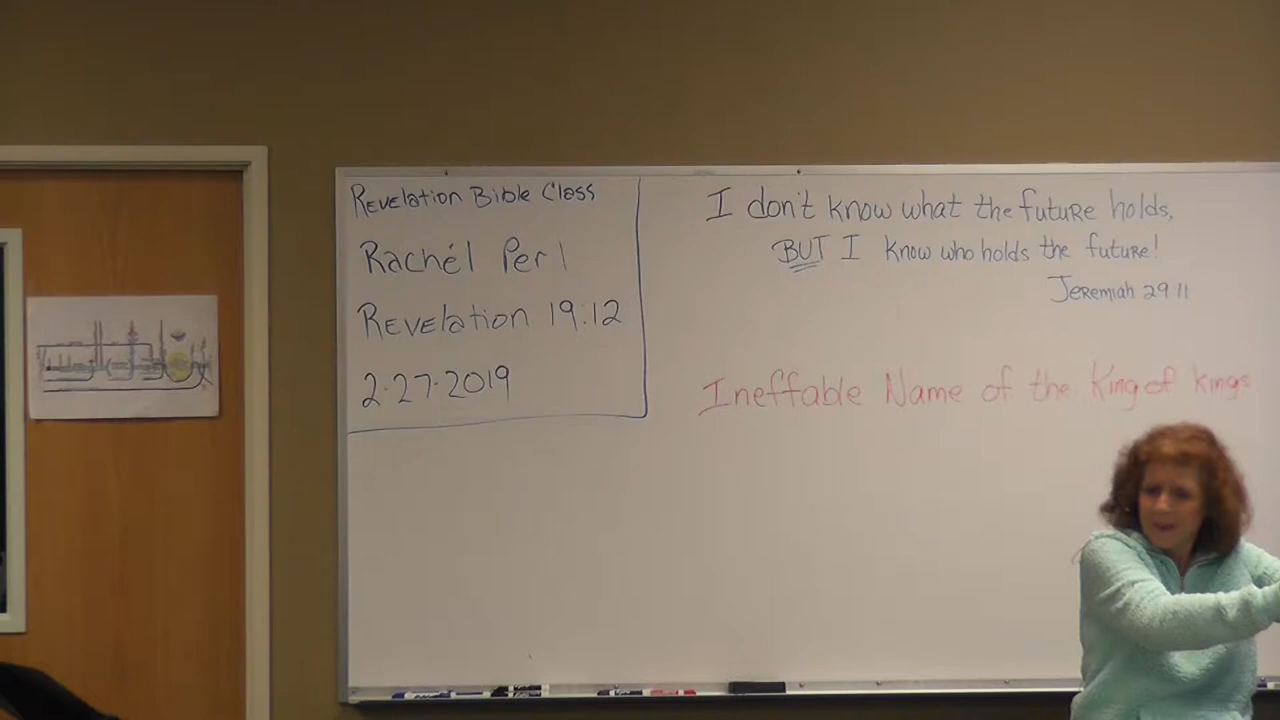 Revelation Bible Class
Rachél Perl
Revelation 19:12
2·27·2019
I don't know what the future holds,
BUT I know who holds the future!
Jeremiah 29:11
Ineffable Name of the King of kings